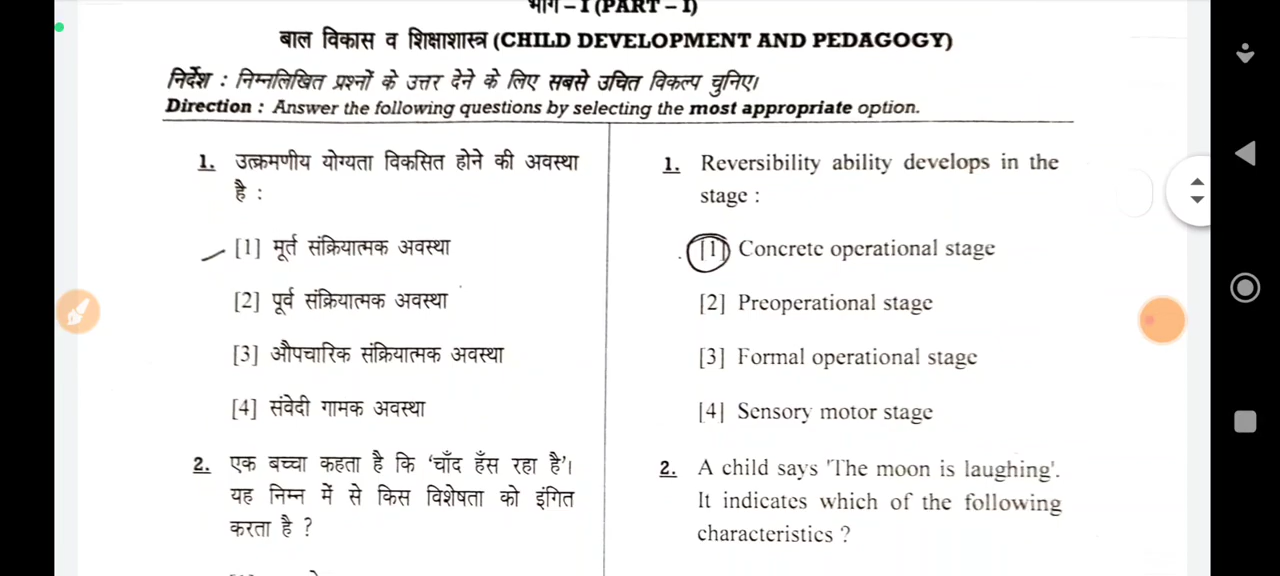 भाग – I (PART – I)
बाल विकास व शिक्षाशास्त्र (CHILD DEVELOPMENT AND PEDAGOGY)
निर्देश : निम्नलिखित प्रश्नों के उत्तर देने के लिए सबसे उचित विकल्प चुनिए।
Direction : Answer the following questions by selecting the most appropriate option.
1. उत्क्रमणीय योग्यता विकसित होने की अवस्था
है :
[1] मूर्त संक्रियात्मक अवस्था
[2] पूर्व संक्रियात्मक अवस्था
[3] औपचारिक संक्रियात्मक अवस्था
[4] संवेदी गामक अवस्था
2. एक बच्चा कहता है कि 'चाँद हँस रहा है'।
यह निम्न में से किस विशेषता को इंगित
करता है ?
1. Reversibility ability develops in the
stage :
[1] Concrete operational stage
[2] Preoperational stage
[3] Formal operational stage
[4] Sensory motor stage
2. A child says 'The moon is laughing'.
It indicates which of the following
characteristics ?